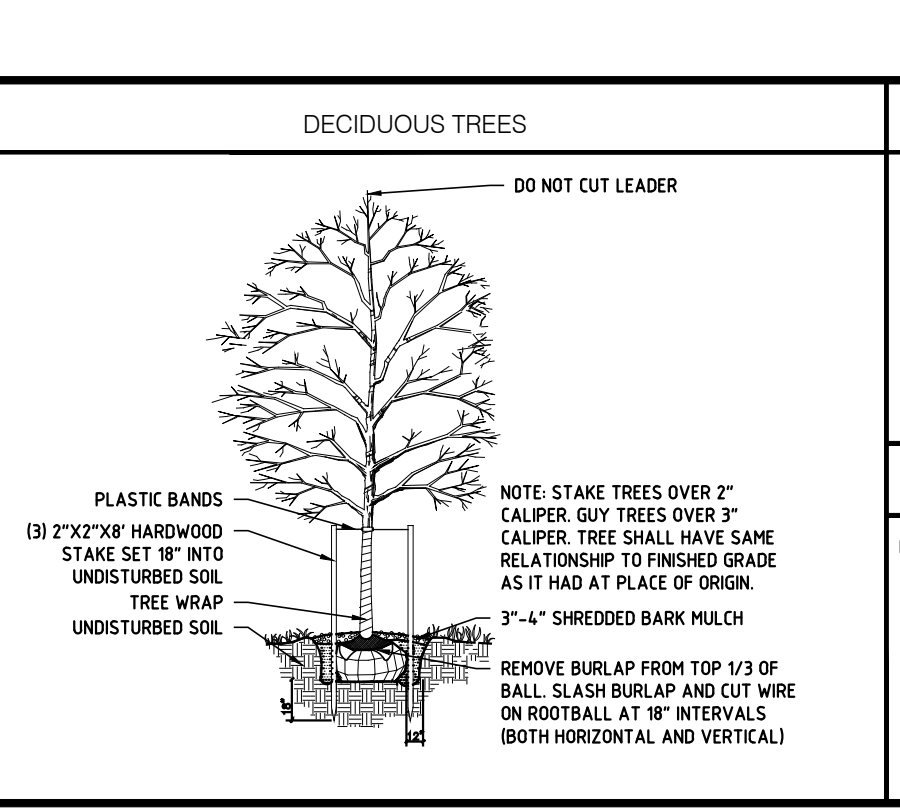 DECIDUOUS TREES
DO NOT CUT LEADER
PLASTIC BANDS
(3) 2"X2"X8' HARDWOOD
STAKE SET 18" INTO
UNDISTURBED SOIL
TREE WRAP
UNDISTURBED SOIL
NOTE: STAKE TREES OVER 2"
CALIPER. GUY TREES OVER 3"
CALIPER. TREE SHALL HAVE SAME
RELATIONSHIP TO FINISHED GRADE
AS IT HAD AT PLACE OF ORIGIN.
3"-4" SHREDDED BARK MULCH
REMOVE BURLAP FROM TOP 1/3 OF
BALL. SLASH BURLAP AND CUT WIRE
ON ROOTBALL AT 18" INTERVALS
(BOTH HORIZONTAL AND VERTICAL)
18"
12"